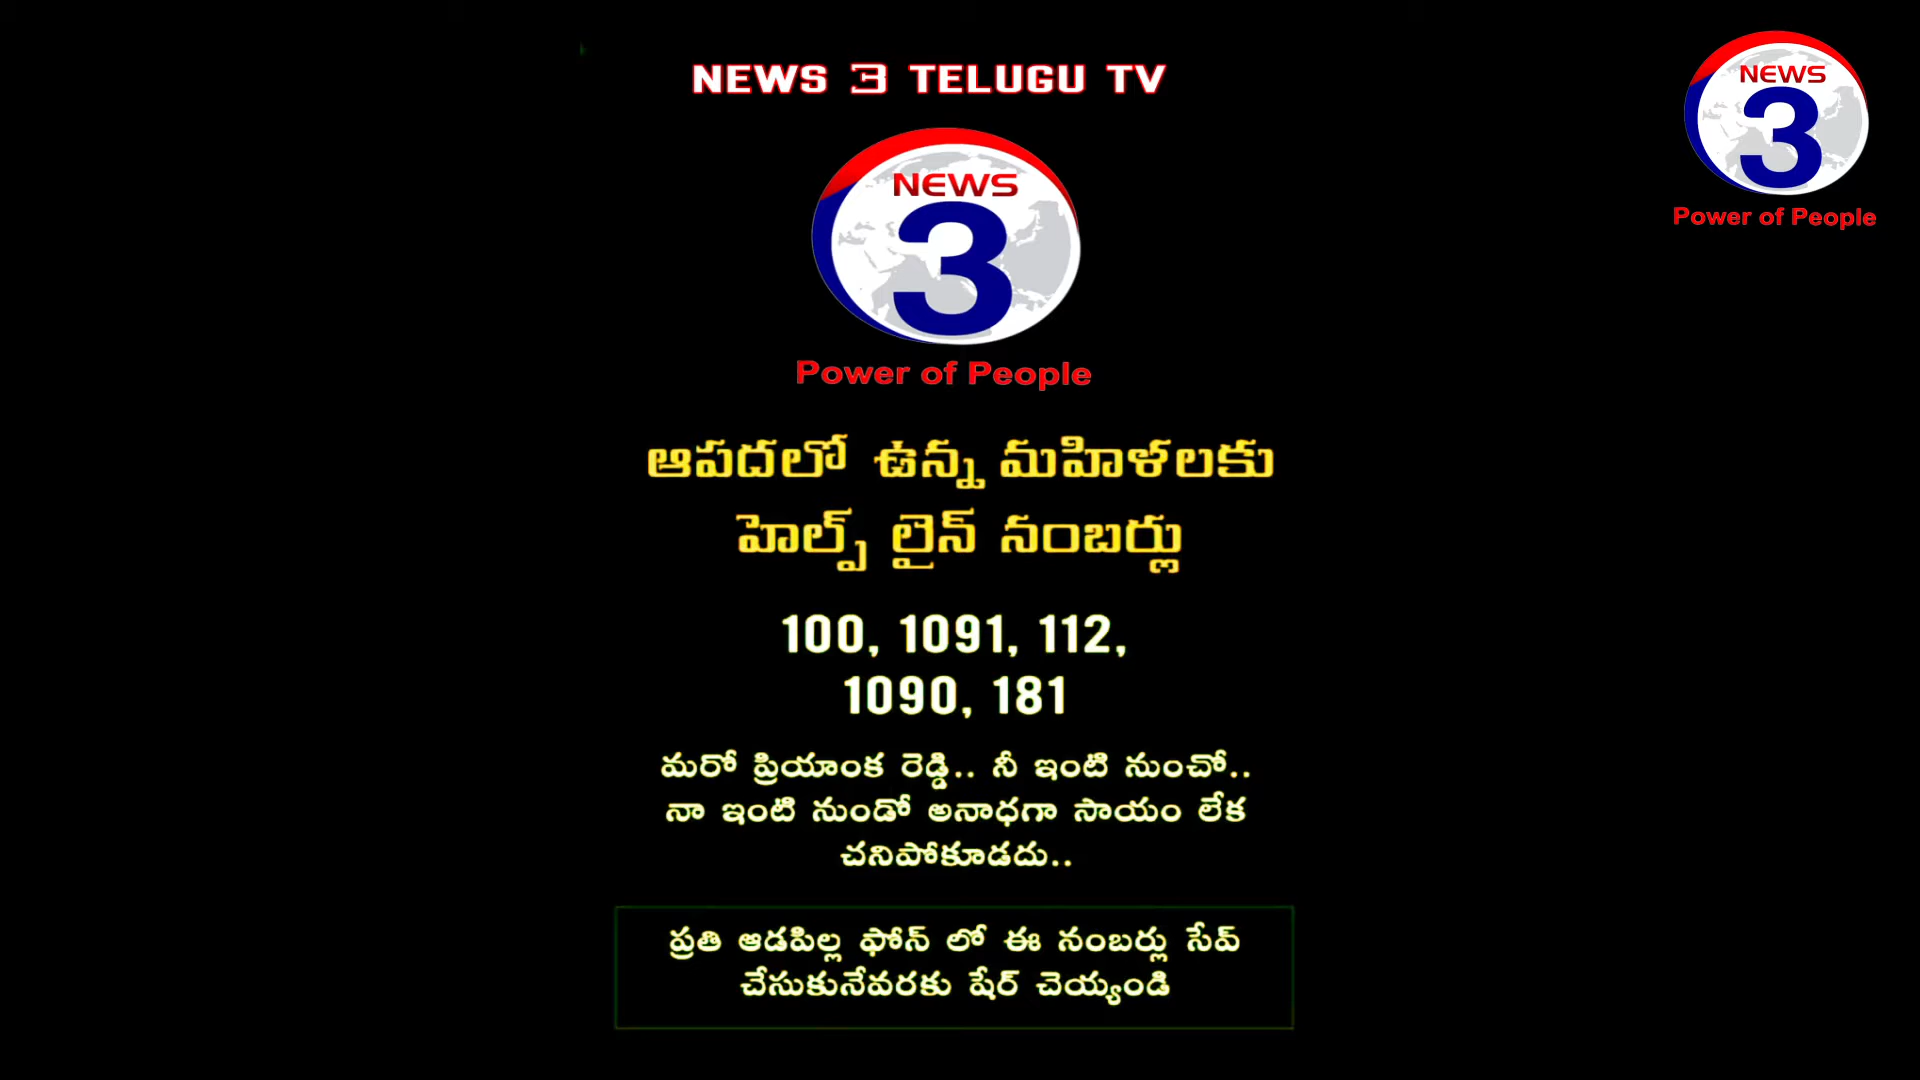 NEWS 3 TELUGU TV
NEWS
3
Power of People
NEWS
3
Power of People
ఆపదలో ఉన్న మహిళలకు
హెల్ప్ లైన్ నంబర్లు
100, 1091, 112,
1090, 181
మరో ప్రియాంక రెడ్డి.. నీ ఇంటి నుంచో..
నా ఇంటి నుండో అనాధగా సాయం లేక
చనిపోకూడదు..
ప్రతి ఆడపిల్ల ఫోన్ లో ఈ నంబర్లు సేవ్
చేసుకునేవరకు షేర్ చెయ్యండి